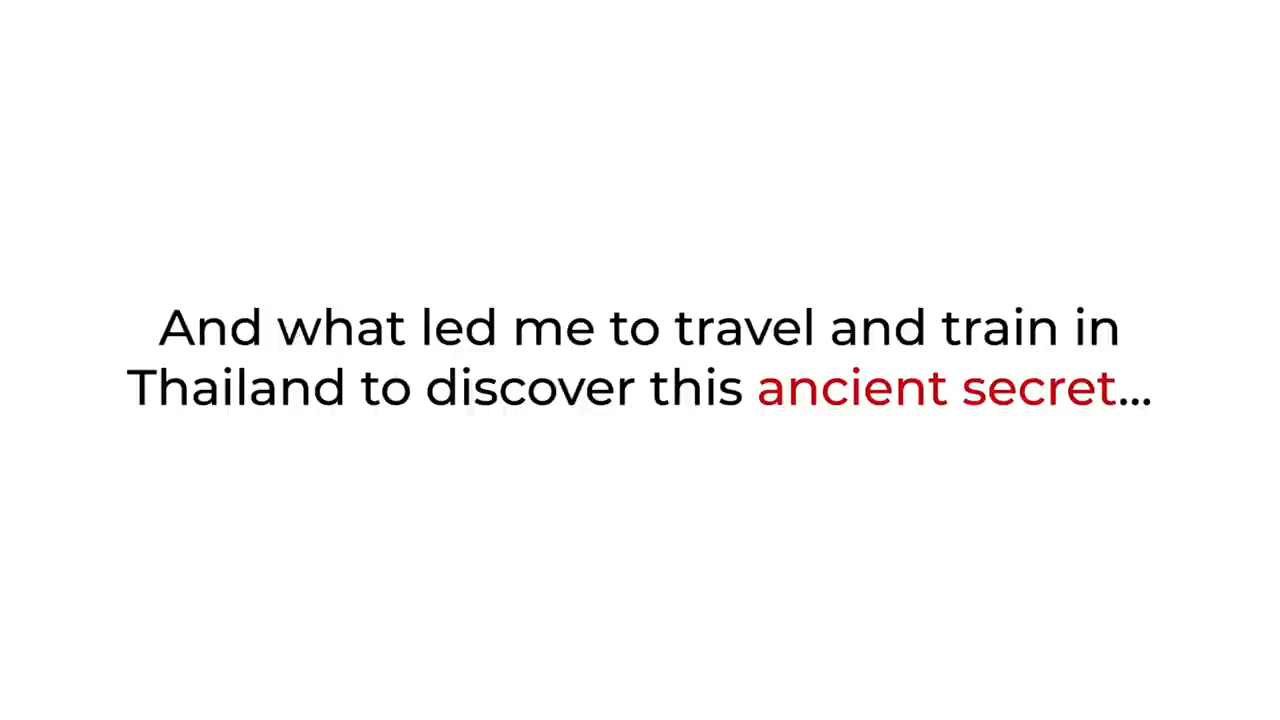 And what led me to travel and train in
Thailand to discover this ancient secret...